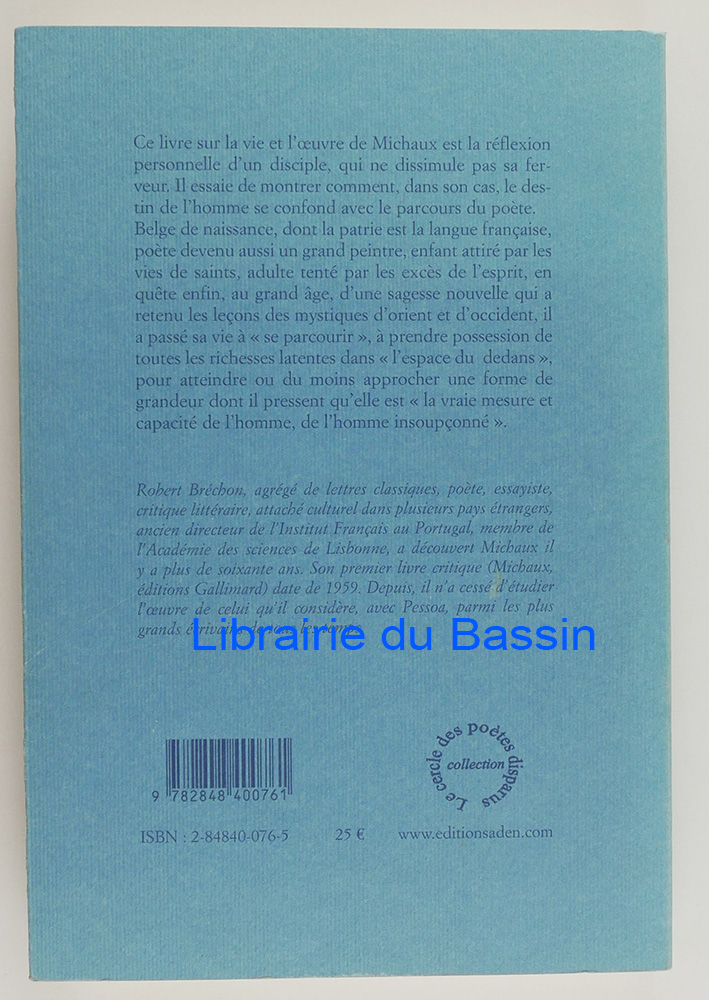 Ce livre sur la vie et l'œuvre de Michaux est la réflexion
personnelle d'un disciple, qui ne dissimule pas sa fer-
veur. Il essaie de montrer comment, dans son cas, le des-
tin de l'homme se confond avec le parcours du poète.
Belge de naissance, dont la patrie est la langue française,
poète devenu aussi un grand peintre, enfant attiré par les
vies de saints, adulte tenté par les excès de l'esprit, en
quête enfin, au grand âge, d'une sagesse nouvelle qui a
retenu les leçons des mystiques d'orient et d'occident, il
a passé sa vie à « se parcourir », à prendre possession de
toutes les richesses latentes dans « l'espace du dedans »,
pour atteindre ou du moins approcher une forme de
grandeur dont il pressent qu'elle est « la vraie mesure et
capacité de l'homme, de l'homme insoupçonné ».
Robert Bréchon, agrégé de lettres classiques, poète, essayiste,
critique littéraire, attaché culturel dans plusieurs pays étrangers,
ancien directeur de l'Institut Français au Portugal, membre de
l'Académie des sciences de Lisbonne, a découvert Michaux il
y a plus de soixante ans. Son premier livre critique (Michaux,
éditions Gallimard) date de 1959. Depuis, il n'a cessé d'étudier
l'œuvre de celui qu'il considère, avec Pessoa, parmi les plus
grands écrivains de tous les temps.
Librairie du Bassin
Le cercle des poètes disparus
collection
9 782848 400761
ISBN : 2-84840-076-5 25 € www.editionsaden.com